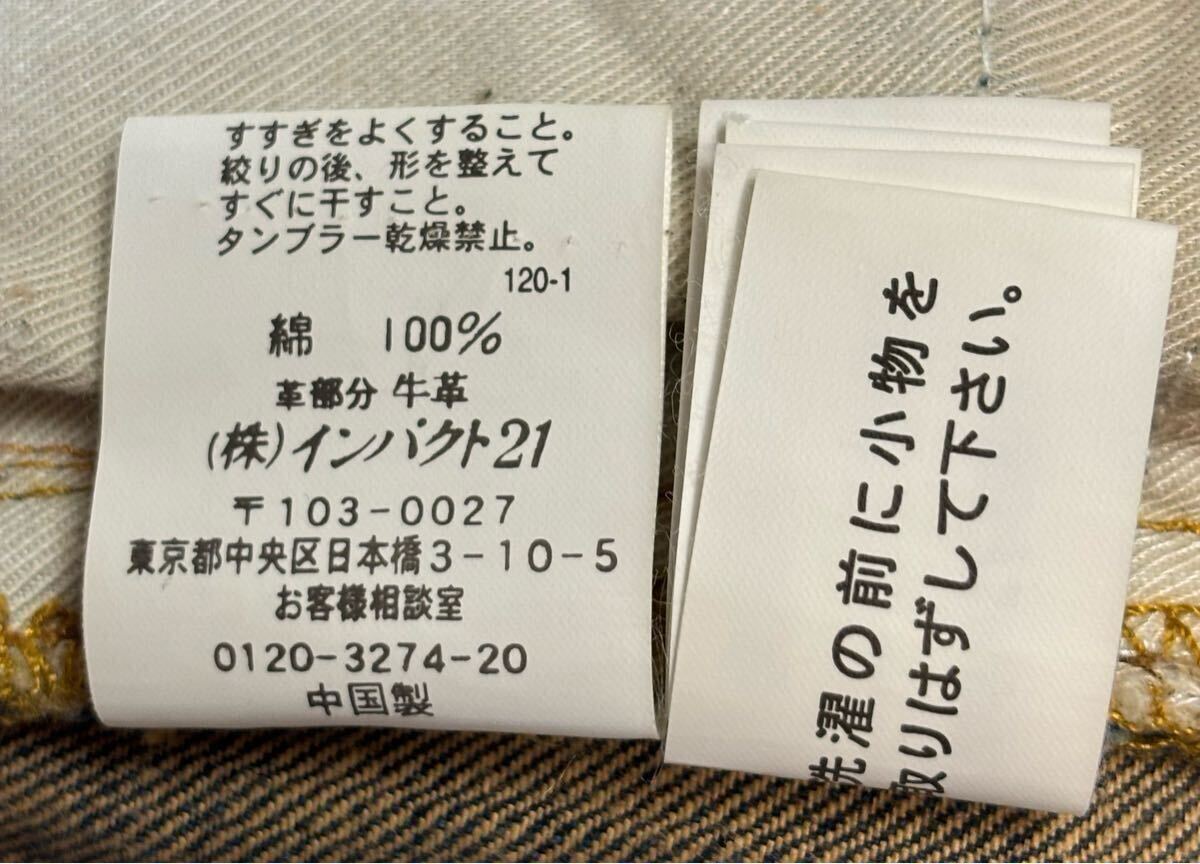 すすぎをよくすること。
絞りの後、形を整えて
すぐに干すこと。
タンブラー乾燥禁止。
120-1
綿 100%
革部分 牛革
(株)インパクト21
〒103-0027
東京都中央区日本橋3-10-5
お客様相談室
0120-3274-20
中国製
洗濯の前に小物を
取りはずして下さい。